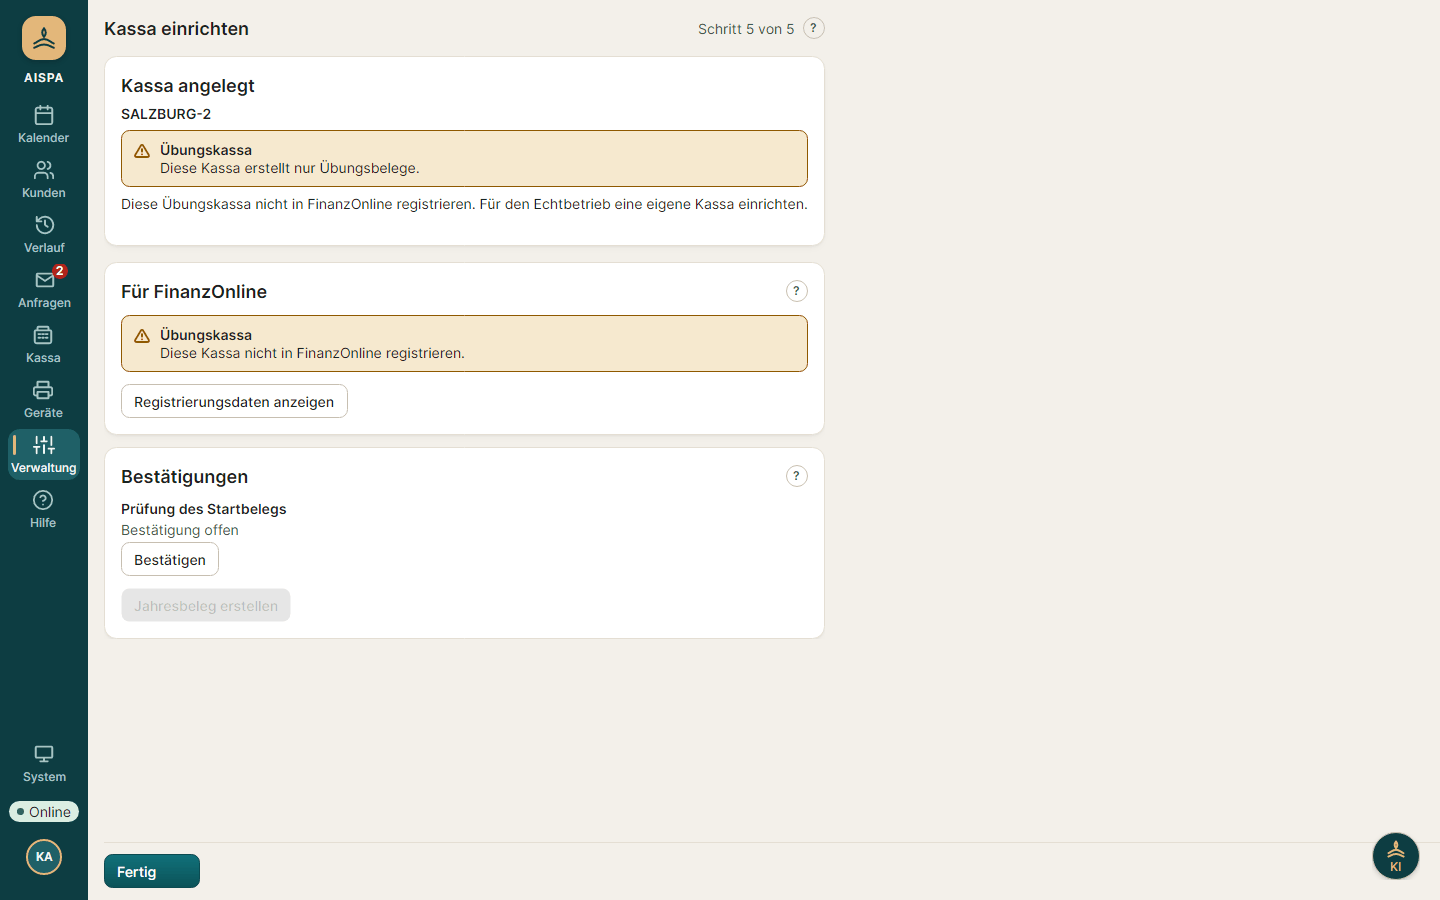 AISPA
Kalender
Kunden
Verlauf
2
Anfragen
Kassa
Geräte
Verwaltung
Hilfe
System
Online
KA
Kassa einrichten
Schritt 5 von 5
?
Kassa angelegt
SALZBURG-2
Übungskassa
Diese Kassa erstellt nur Übungsbelege.
Diese Übungskassa nicht in FinanzOnline registrieren. Für den Echtbetrieb eine eigene Kassa einrichten.
Für FinanzOnline
?
Übungskassa
Diese Kassa nicht in FinanzOnline registrieren.
Registrierungsdaten anzeigen
Bestätigungen
?
Prüfung des Startbelegs
Bestätigung offen
Bestätigen
Jahresbeleg erstellen
Fertig
KI